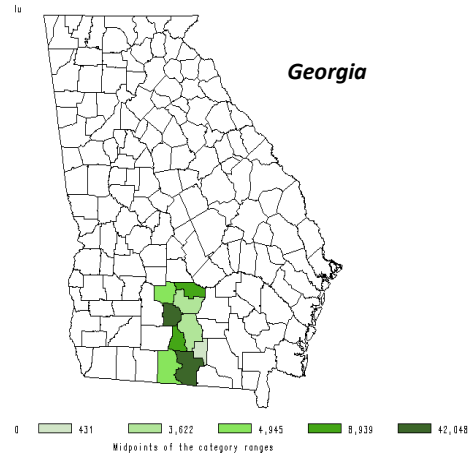 lu
Georgia
0 431 3,622 4,945 8,939 42,048
Midpoints of the category ranges